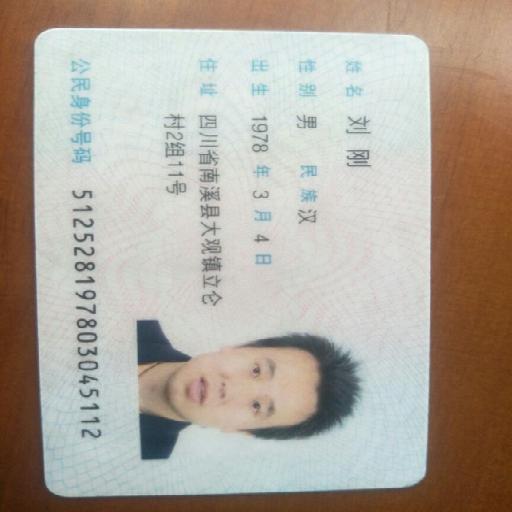 姓名 刘刚
性别 男 民族 汉
出生 1978 年 3 月 4 日
住址 四川省南溪县大观镇立仑
村2组11号
公民身份号码 512528197803045112